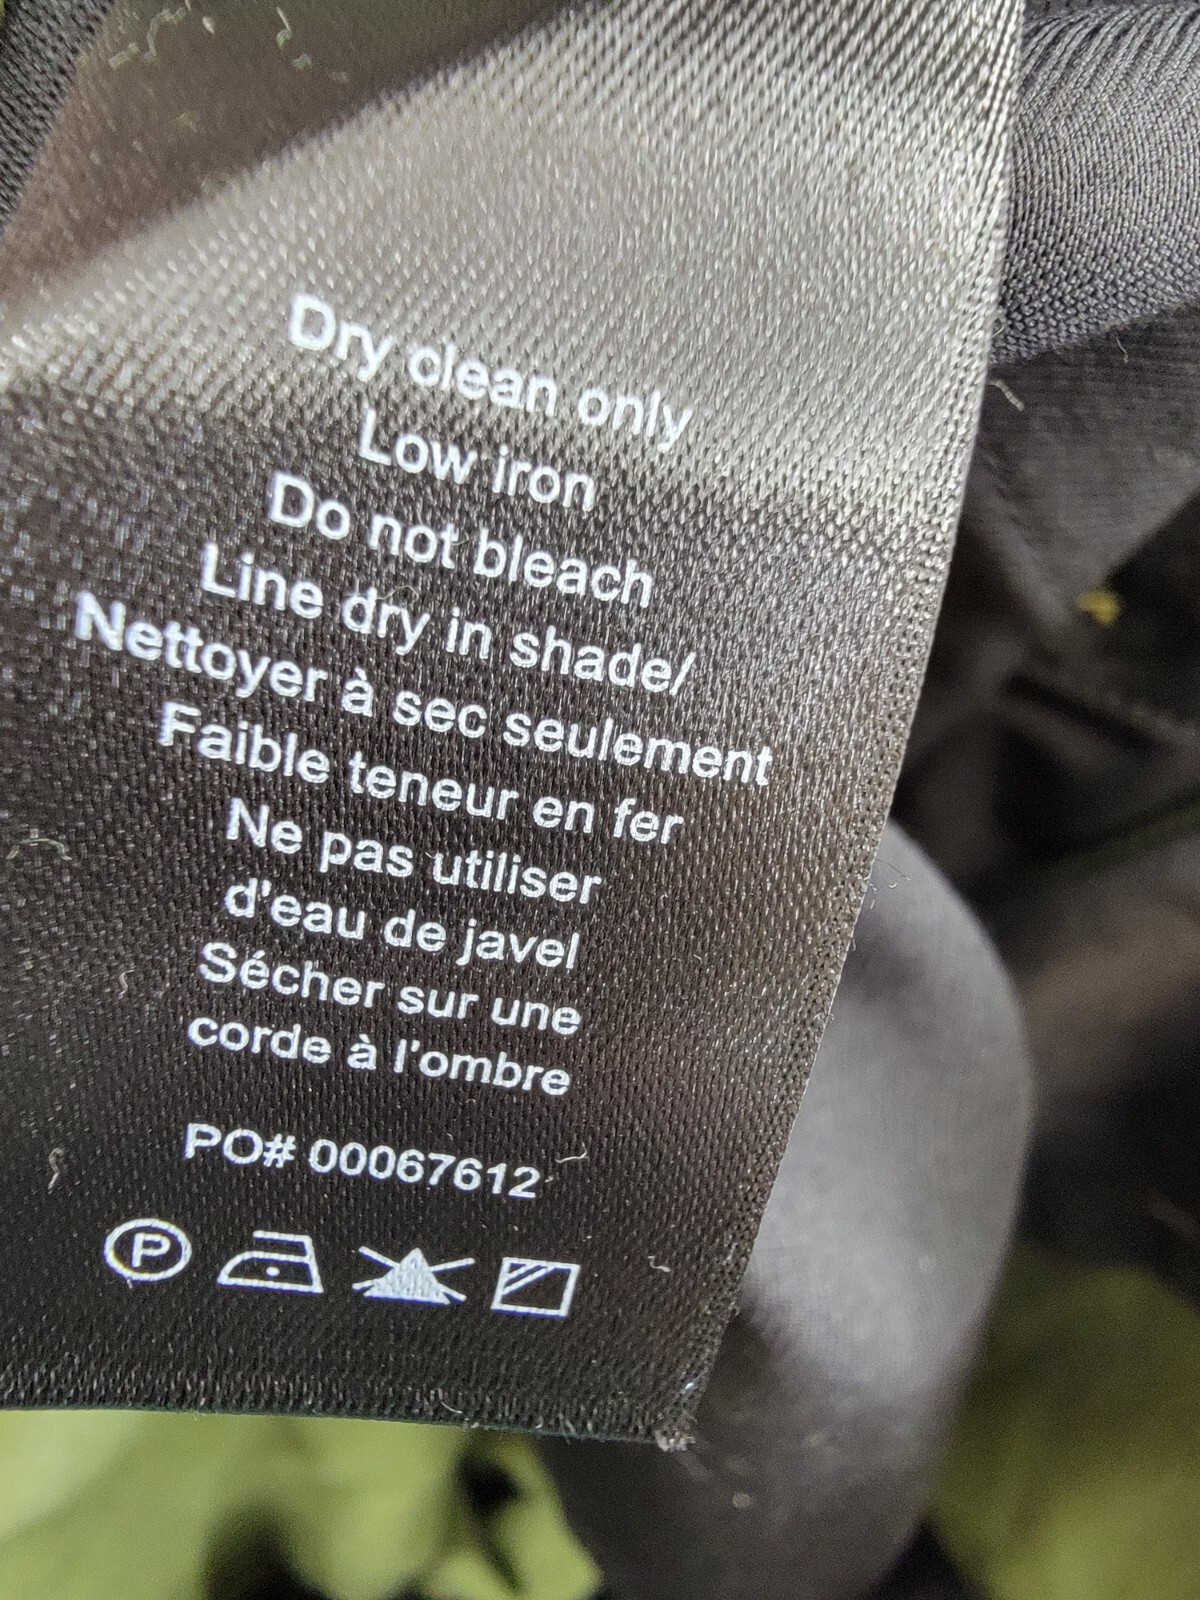 Dry clean only
Low iron
Do not bleach
Line dry in shade/
Nettoyer à sec seulement
Faible teneur en fer
Ne pas utiliser
d'eau de javel
Sécher sur une
corde à l'ombre
PO# 00067612
P